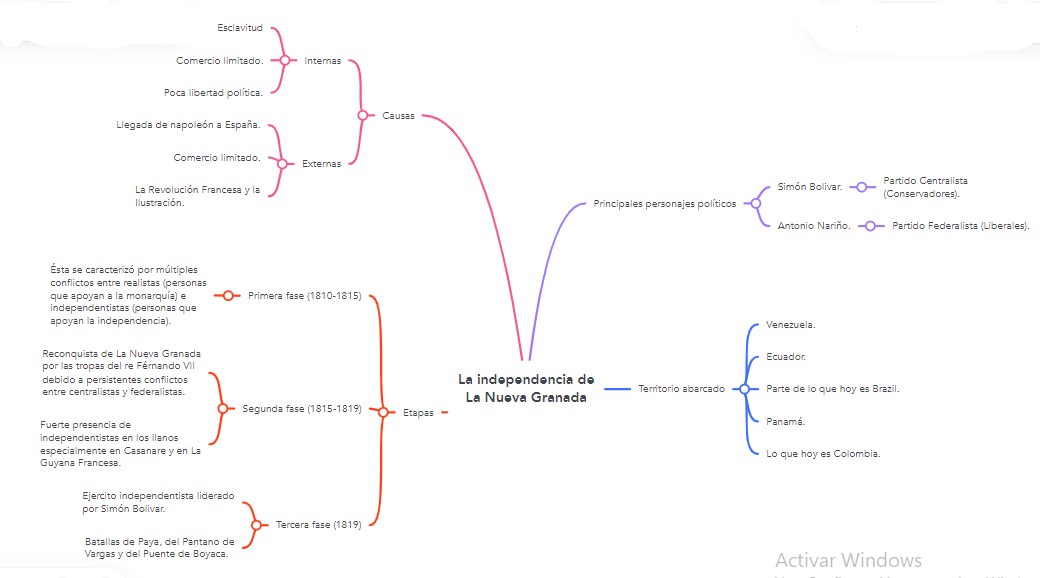 Esclavitud
Comercio limitado.
Poca libertad política.
Internas
Llegada de napoleón a España.
Comercio limitado.
La Revolución Francesa y la
Ilustración.
Externas
Causas
Principales personajes políticos
Simón Bolivar.
Partido Centralista
(Conservadores).
Antonio Nariño.
Partido Federalista (Liberales).
Ésta se caracterizó por múltiples
conflictos entre realistas (personas
que apoyan a la monarquía) e
independentistas (personas que
apoyan la independencia).
Primera fase (1810-1815)
Reconquista de La Nueva Granada
por las tropas del re Férnando VII
debido a persistentes conflictos
entre centralistas y federalistas.
Fuerte presencia de
independentistas en los llanos
especialmente en Casanare y en La
Guyana Francesa.
Segunda fase (1815-1819)
Ejercito independentista liderado
por Simón Bolivar.
Batallas de Paya, del Pantano de
Vargas y del Puente de Boyaca.
Tercera fase (1819)
Etapas
La independencia de
La Nueva Granada
Territorio abarcado
Venezuela.
Ecuador.
Parte de lo que hoy es Brazil.
Panamá.
Lo que hoy es Colombia.
Activar Windows